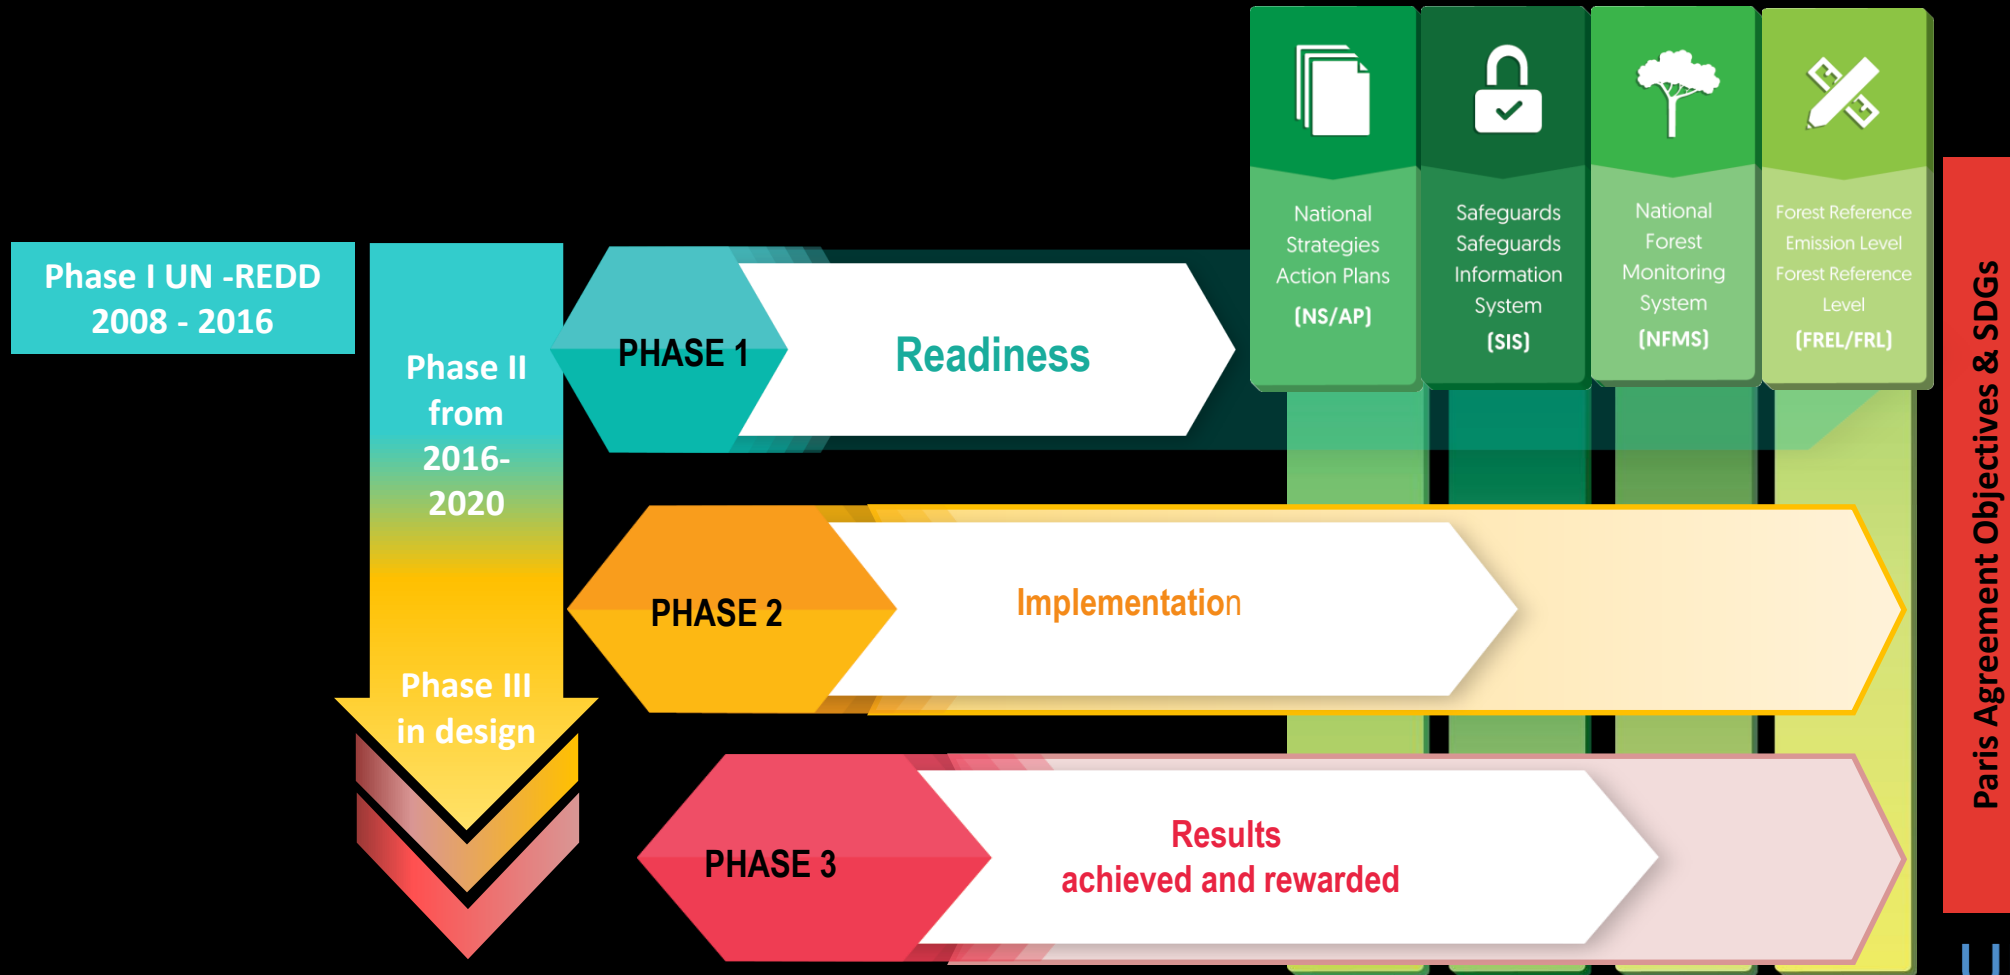 Phase I UN -REDD
2008 - 2016
Phase II
from
2016-
2020
Phase III
in design
PHASE 1
Readiness
PHASE 2
Implementation
PHASE 3
Results
achieved and rewarded
National
Strategies
Action Plans
(NS/AP)
Safeguards
Safeguards
Information
System
(SIS)
National
Forest
Monitoring
System
(NFMS)
Forest Reference
Emission Level
Forest Reference
Level
(FREL/FRL)
Paris Agreement Objectives & SDGs